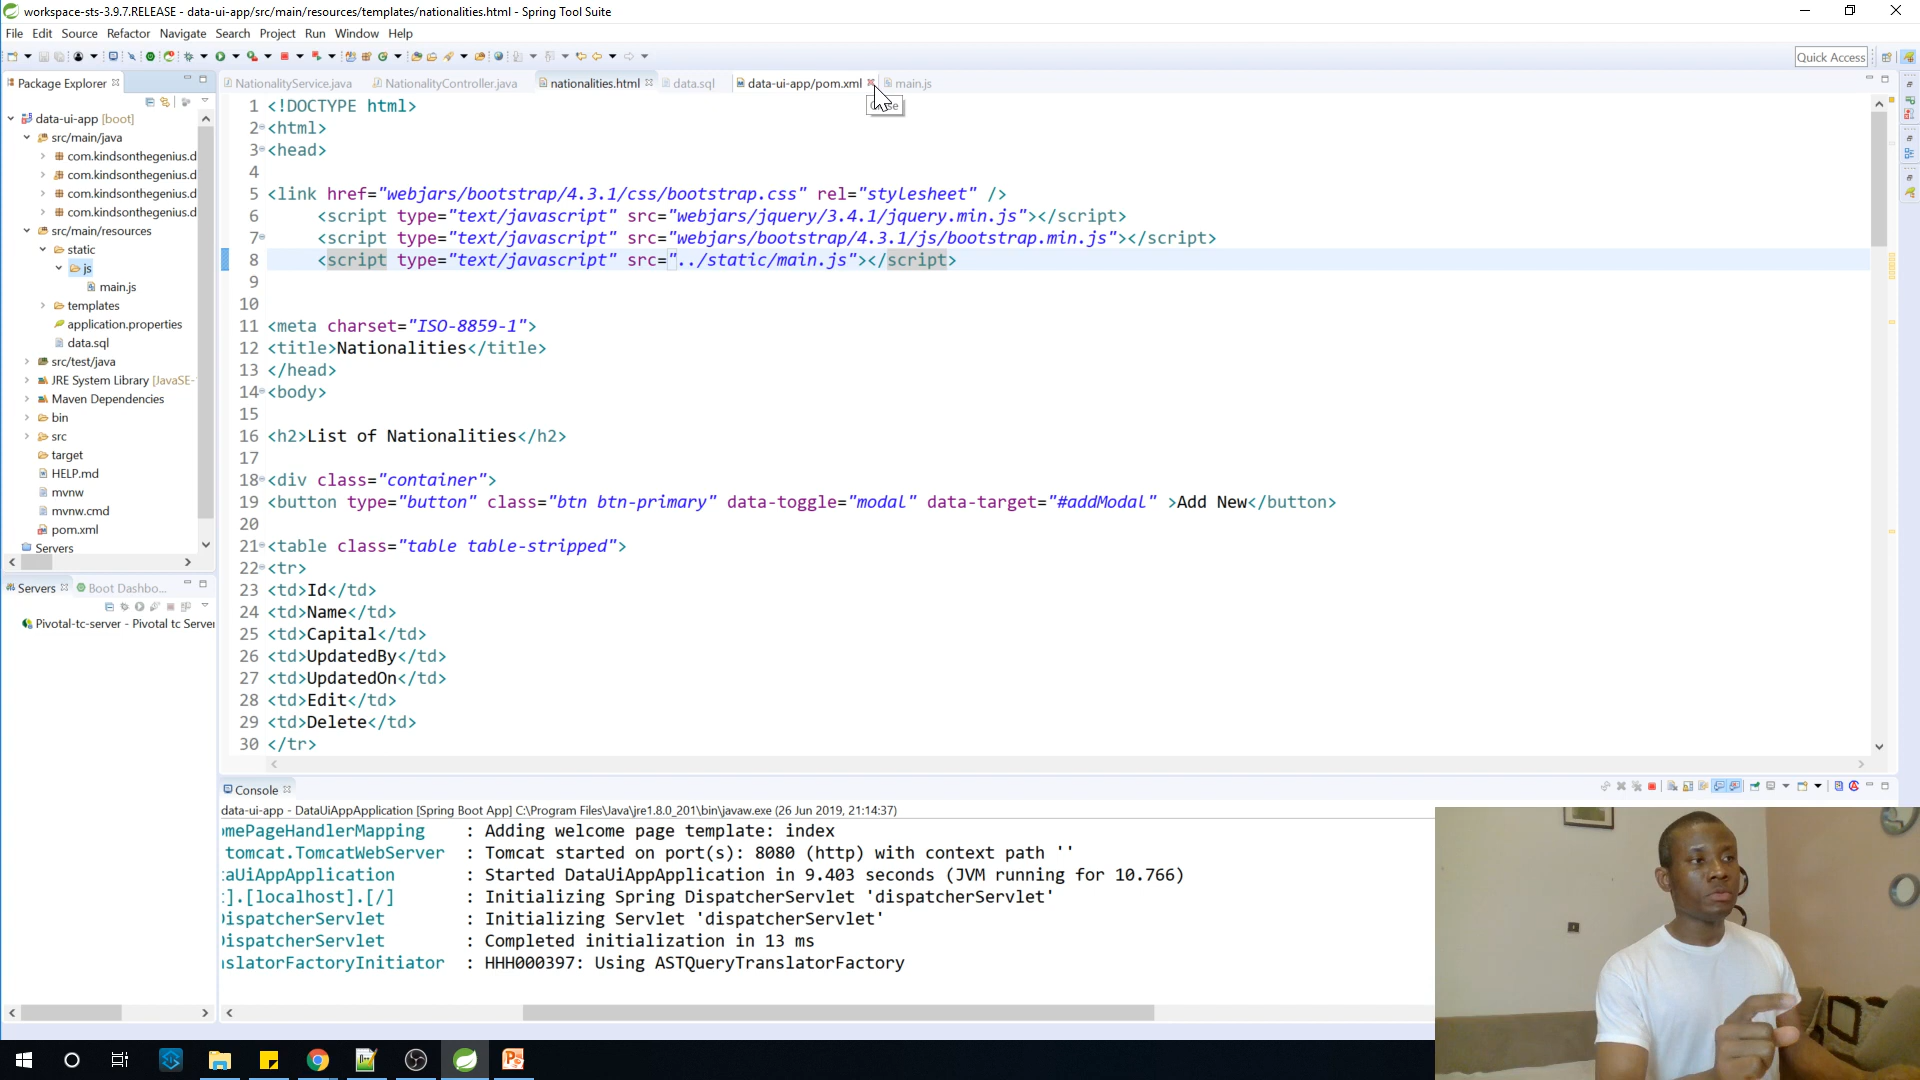 workspace-sts-3.9.7.RELEASE - data-ui-app/src/main/resources/templates/nationalities.html - Spring Tool Suite
File Edit Source Refactor Navigate Search Project Run Window Help
Quick Access
Package Explorer
NationalityService.java NationalityController.java nationalities.html data.sql data-ui-app/pom.xml main.js
data-ui-app [boot]
src/main/java
com.kindsonthegenius.d
com.kindsonthegenius.d
com.kindsonthegenius.d
com.kindsonthegenius.d
src/main/resources
static
js
main.js
templates
application.properties
data.sql
src/test/java
JRE System Library [JavaSE-
Maven Dependencies
bin
src
target
HELP.md
mvnw
mvnw.cmd
pom.xml
Servers
1 <!DOCTYPE html>
2 <html>
3 <head>
4
5 <link href="webjars/bootstrap/4.3.1/css/bootstrap.css" rel="stylesheet" />
6 <script type="text/javascript" src="webjars/jquery/3.4.1/jquery.min.js"></script>
7 <script type="text/javascript" src="webjars/bootstrap/4.3.1/js/bootstrap.min.js"></script>
8 <script type="text/javascript" src="../static/main.js"></script>
9
10
11 <meta charset="ISO-8859-1">
12 <title>Nationalities</title>
13 </head>
14 <body>
15
16 <h2>List of Nationalities</h2>
17
18 <div class="container">
19 <button type="button" class="btn btn-primary" data-toggle="modal" data-target="#addModal" >Add New</button>
20
21 <table class="table table-stripped">
22 <tr>
23 <td>Id</td>
24 <td>Name</td>
25 <td>Capital</td>
26 <td>UpdatedBy</td>
27 <td>UpdatedOn</td>
28 <td>Edit</td>
29 <td>Delete</td>
30 </tr>
Servers Boot Dashbo...
Pivotal-tc-server - Pivotal tc Server
Console
data-ui-app - DataUiAppApplication [Spring Boot App] C:\Program Files\Java\jre1.8.0_201\bin\javaw.exe (26 Jun 2019, 21:14:37)
omePageHandlerMapping : Adding welcome page template: index
tomcat.TomcatWebServer : Tomcat started on port(s): 8080 (http) with context path ''
aUiAppApplication : Started DataUiAppApplication in 9.403 seconds (JVM running for 10.766)
].[localhost].[/] : Initializing Spring DispatcherServlet 'dispatcherServlet'
DispatcherServlet : Initializing Servlet 'dispatcherServlet'
DispatcherServlet : Completed initialization in 13 ms
slatorFactoryInitiator : HHH000397: Using ASTQueryTranslatorFactory